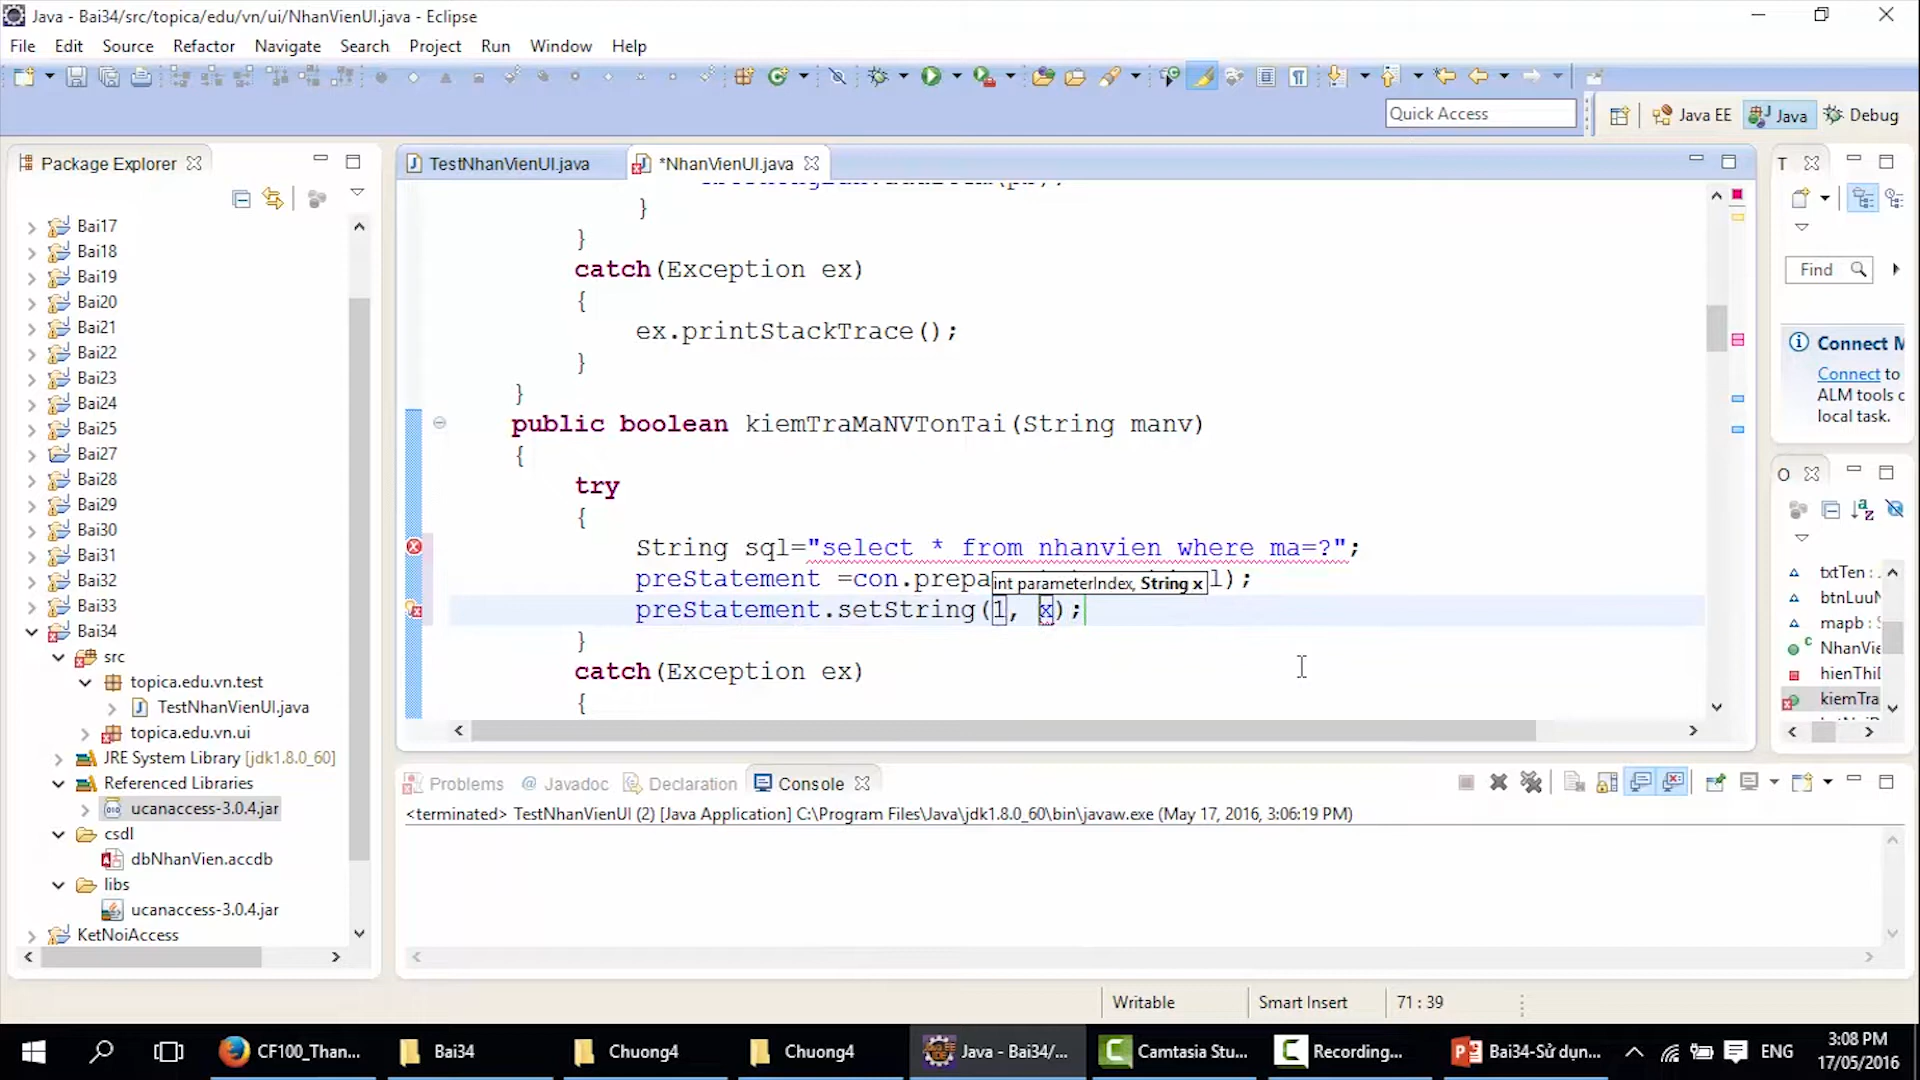 Java - Bai34/src/topica/edu/vn/ui/NhanVienUI.java - Eclipse
File Edit Source Refactor Navigate Search Project Run Window Help
Quick Access
Java EE
Java
Debug
Package Explorer
Bai17
Bai18
Bai19
Bai20
Bai21
Bai22
Bai23
Bai24
Bai25
Bai27
Bai28
Bai29
Bai30
Bai31
Bai32
Bai33
Bai34
src
topica.edu.vn.test
TestNhanVienUI.java
topica.edu.vn.ui
JRE System Library [jdk1.8.0_60]
Referenced Libraries
ucanaccess-3.0.4.jar
csdl
dbNhanVien.accdb
libs
ucanaccess-3.0.4.jar
KetNoiAccess
TestNhanVienUI.java
*NhanVienUI.java
}
}
catch(Exception ex)
{
ex.printStackTrace();
}
}
public boolean kiemTraMaNVTonTai(String manv)
{
try
{
String sql="select * from nhanvien where ma=?";
preStatement =con.prepa
int parameterIndex, String x
l);
preStatement.setString(1, x);
}
catch(Exception ex)
{
T
Find
Connect M
Connect to
ALM tools c
local task.
O
txtTen :
btnLuuN
mapb : S
NhanVie
hienThiD
kiemTra
Problems
@ Javadoc
Declaration
Console
<terminated> TestNhanVienUI (2) [Java Application] C:\Program Files\Java\jdk1.8.0_60\bin\javaw.exe (May 17, 2016, 3:06:19 PM)
Writable
Smart Insert
71 : 39
CF100_Than...
Bai34
Chuong4
Chuong4
Java - Bai34/...
Camtasia Stu...
Recording...
Bai34-Sử dụn...
ENG
3:08 PM
17/05/2016